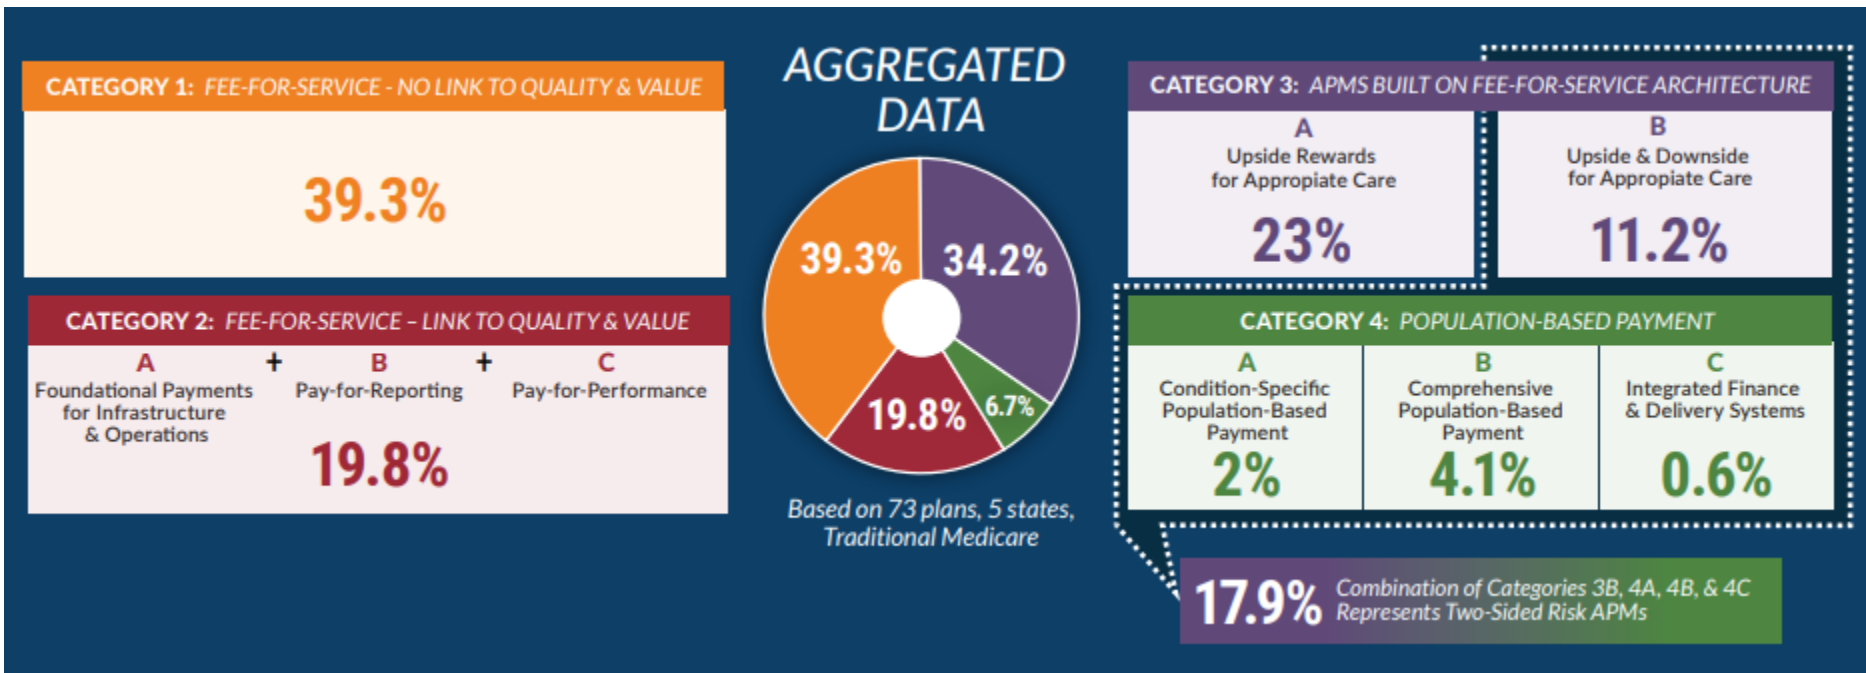 CATEGORY 1: FEE-FOR-SERVICE - NO LINK TO QUALITY & VALUE
39.3%
CATEGORY 2: FEE-FOR-SERVICE – LINK TO QUALITY & VALUE
A + B + C
Foundational Payments
for Infrastructure
& Operations
Pay-for-Reporting
Pay-for-Performance
19.8%
AGGREGATED
DATA
39.3%
34.2%
19.8%
6.7%
Based on 73 plans, 5 states,
Traditional Medicare
CATEGORY 3: APMS BUILT ON FEE-FOR-SERVICE ARCHITECTURE
A
Upside Rewards
for Appropiate Care
23%
B
Upside & Downside
for Appropiate Care
11.2%
CATEGORY 4: POPULATION-BASED PAYMENT
A
Condition-Specific
Population-Based
Payment
2%
B
Comprehensive
Population-Based
Payment
4.1%
C
Integrated Finance
& Delivery Systems
0.6%
17.9%
Combination of Categories 3B, 4A, 4B, & 4C
Represents Two-Sided Risk APMs